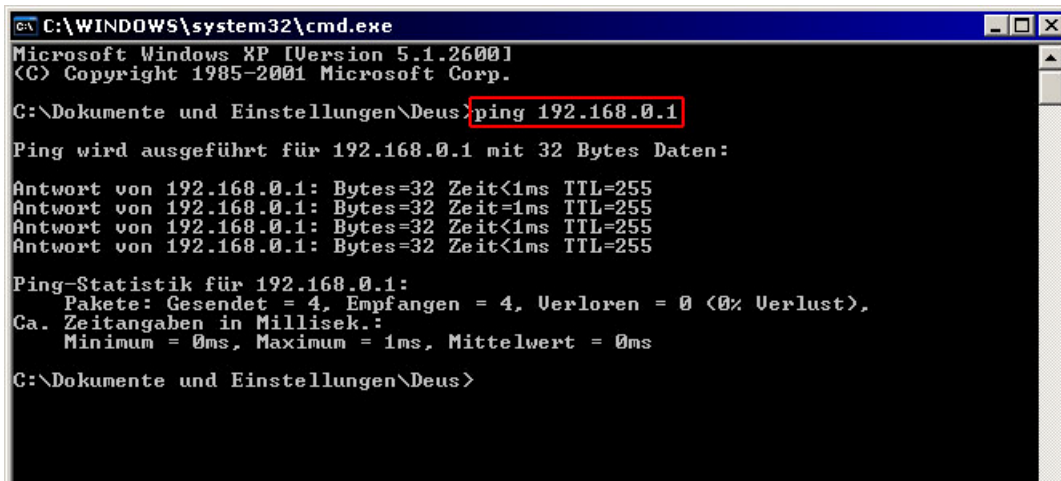 C:\WINDOWS\system32\cmd.exe
Microsoft Windows XP [Version 5.1.2600]
(C) Copyright 1985-2001 Microsoft Corp.
C:\Dokumente und Einstellungen\Deus>ping 192.168.0.1
Ping wird ausgeführt für 192.168.0.1 mit 32 Bytes Daten:
Antwort von 192.168.0.1: Bytes=32 Zeit<1ms TTL=255
Antwort von 192.168.0.1: Bytes=32 Zeit=1ms TTL=255
Antwort von 192.168.0.1: Bytes=32 Zeit<1ms TTL=255
Antwort von 192.168.0.1: Bytes=32 Zeit<1ms TTL=255
Ping-Statistik für 192.168.0.1:
Pakete: Gesendet = 4, Empfangen = 4, Verloren = 0 (0% Verlust),
Ca. Zeitangaben in Millisek.:
Minimum = 0ms, Maximum = 1ms, Mittelwert = 0ms
C:\Dokumente und Einstellungen\Deus>